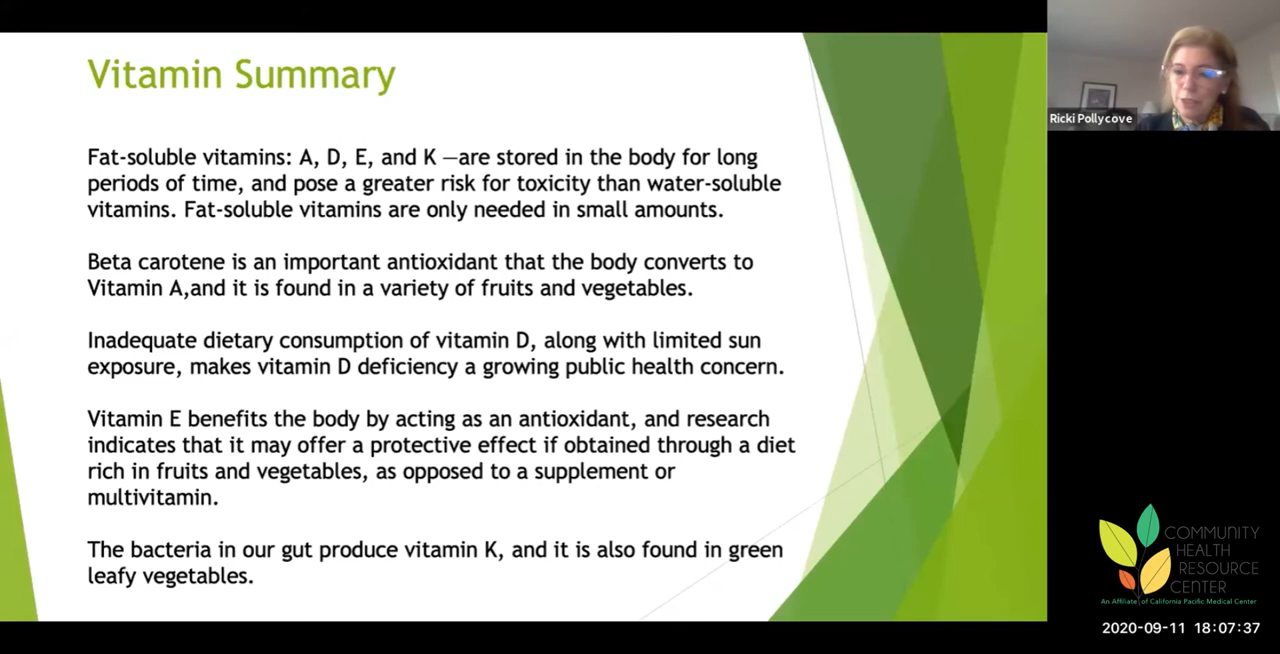 Vitamin Summary
Fat-soluble vitamins: A, D, E, and K —are stored in the body for long
periods of time, and pose a greater risk for toxicity than water-soluble
vitamins. Fat-soluble vitamins are only needed in small amounts.
Beta carotene is an important antioxidant that the body converts to
Vitamin A,and it is found in a variety of fruits and vegetables.
Inadequate dietary consumption of vitamin D, along with limited sun
exposure, makes vitamin D deficiency a growing public health concern.
Vitamin E benefits the body by acting as an antioxidant, and research
indicates that it may offer a protective effect if obtained through a diet
rich in fruits and vegetables, as opposed to a supplement or
multivitamin.
The bacteria in our gut produce vitamin K, and it is also found in green
leafy vegetables.
Ricki Pollycove
COMMUNITY
HEALTH
RESOURCE
CENTER
An Affiliate of California Pacific Medical Center
2020-09-11 18:07:37